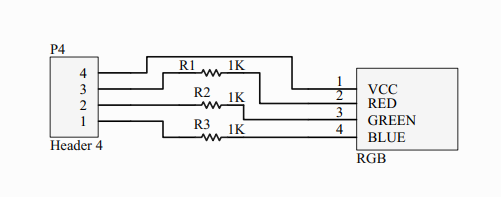 P4
4
3
2
1
Header 4
R1 1K
R2 1K
R3 1K
1 VCC
2 RED
3 GREEN
4 BLUE
RGB